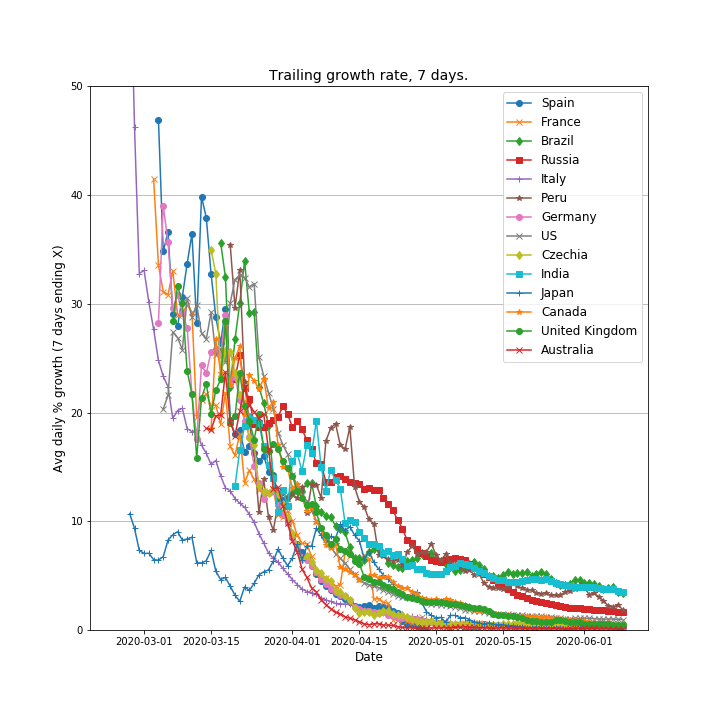 Trailing growth rate, 7 days.
50
40
30
20
10
0
Avg daily % growth (7 days ending X)
Spain
France
Brazil
Russia
Italy
Peru
Germany
US
Czechia
India
Japan
Canada
United Kingdom
Australia
2020-03-01
2020-03-15
2020-04-01
2020-04-15
2020-05-01
2020-05-15
2020-06-01
Date